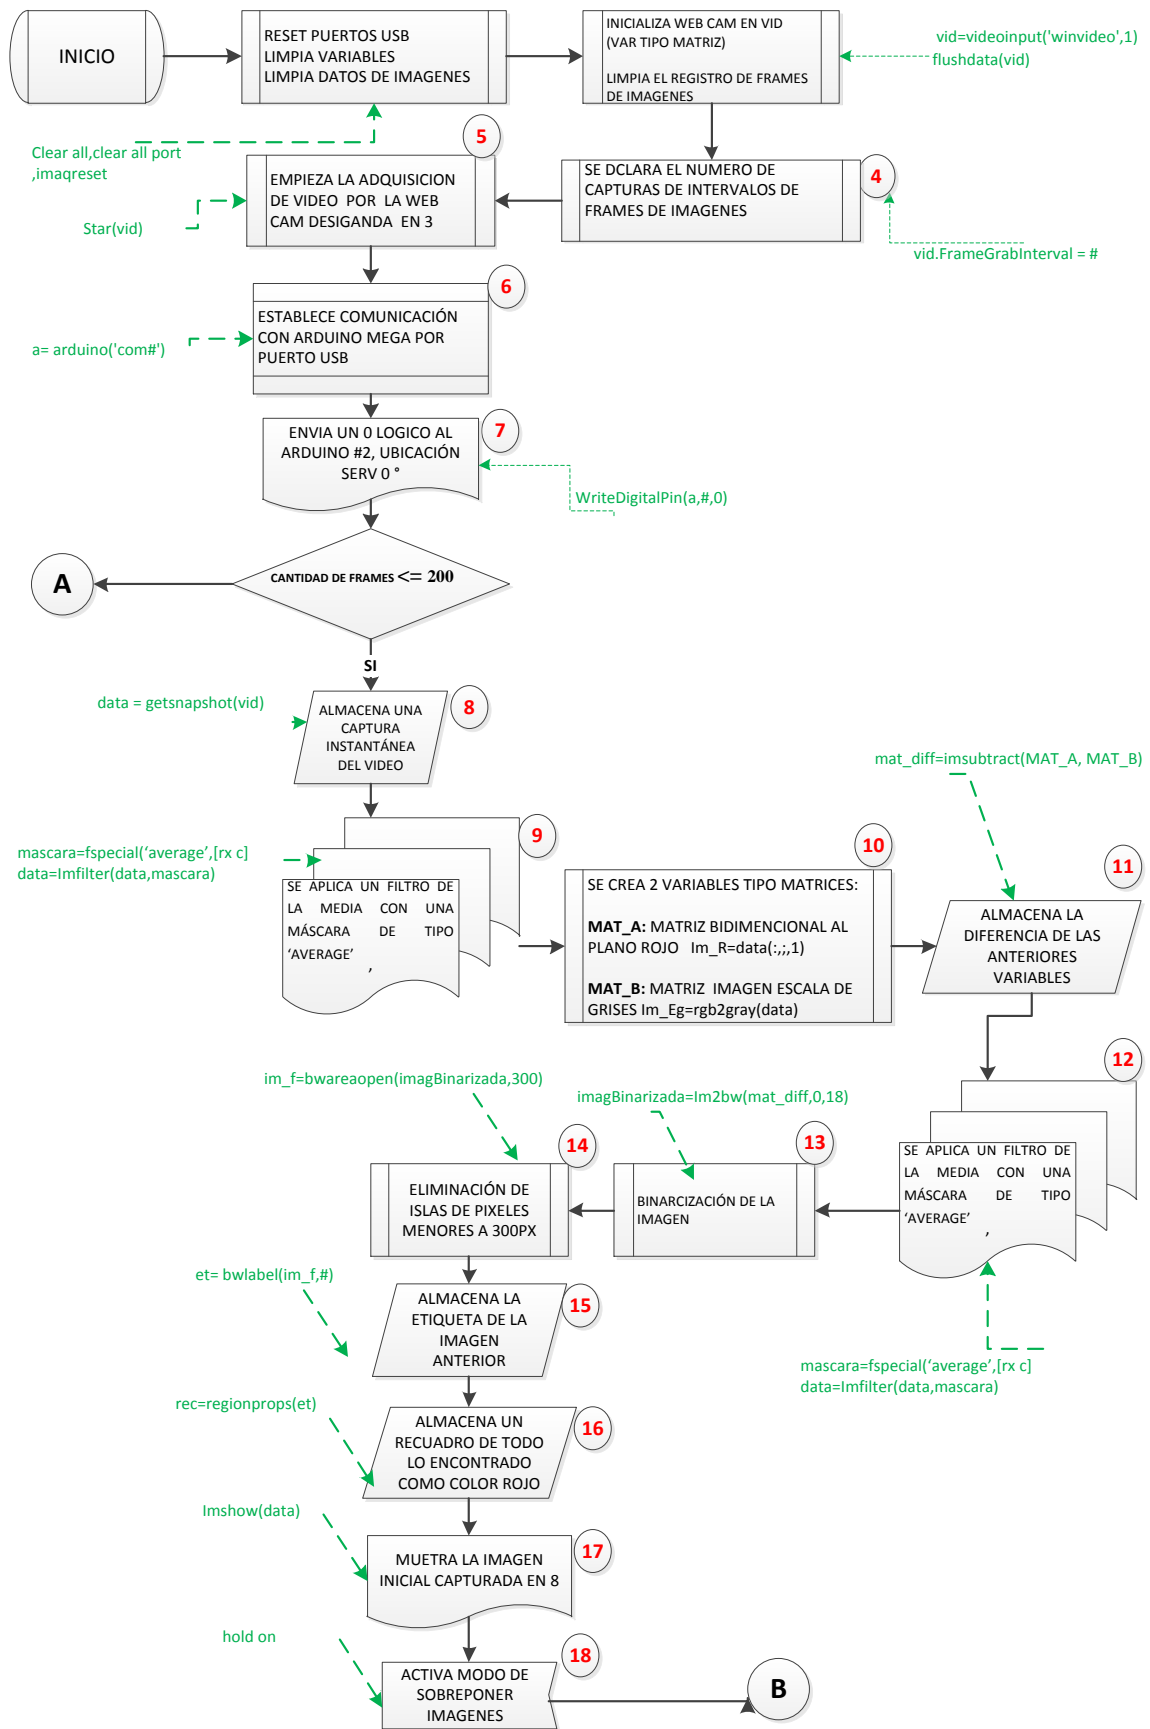 INICIO
RESET PUERTOS USB
LIMPIA VARIABLES
LIMPIA DATOS DE IMAGENES
INICIALIZA WEB CAM EN VID
(VAR TIPO MATRIZ)
LIMPIA EL REGISTRO DE FRAMES
DE IMAGENES
vid=videoinput('winvideo',1)
flushdata(vid)
Clear all,clear all port
,imaqreset
5
EMPIEZA LA ADQUISICION
DE VIDEO POR LA WEB
CAM DESIGANDA EN 3
Star(vid)
SE DCLARA EL NUMERO DE
CAPTURAS DE INTERVALOS DE
FRAMES DE IMAGENES
4
vid.FrameGrabInterval = #
6
ESTABLECE COMUNICACIÓN
CON ARDUINO MEGA POR
PUERTO USB
a= arduino('com#')
7
ENVIA UN 0 LOGICO AL
ARDUINO #2, UBICACIÓN
SERV 0 °
WriteDigitalPin(a,#,0)
A
CANTIDAD DE FRAMES <= 200
SI
data = getsnapshot(vid)
8
ALMACENA UNA
CAPTURA
INSTANTÁNEA
DEL VIDEO
9
mascara=fspecial(‘average’,[rx c]
data=Imfilter(data,mascara)
SE APLICA UN FILTRO DE
LA MEDIA CON UNA
MÁSCARA DE TIPO
‘AVERAGE’
,
10
SE CREA 2 VARIABLES TIPO MATRICES:
MAT_A: MATRIZ BIDIMENCIONAL AL
PLANO ROJO Im_R=data(:,;,1)
MAT_B: MATRIZ IMAGEN ESCALA DE
GRISES Im_Eg=rgb2gray(data)
mat_diff=imsubtract(MAT_A, MAT_B)
11
ALMACENA LA
DIFERENCIA DE LAS
ANTERIORES
VARIABLES
12
SE APLICA UN FILTRO DE
LA MEDIA CON UNA
MÁSCARA DE TIPO
‘AVERAGE’
,
mascara=fspecial(‘average’,[rx c]
data=Imfilter(data,mascara)
imagBinarizada=Im2bw(mat_diff,0,18)
13
BINARCIZACIÓN DE LA
IMAGEN
im_f=bwareaopen(imagBinarizada,300)
14
ELIMINACIÓN DE
ISLAS DE PIXELES
MENORES A 300PX
et= bwlabel(im_f,#)
15
ALMACENA LA
ETIQUETA DE LA
IMAGEN
ANTERIOR
rec=regionprops(et)
16
ALMACENA UN
RECUADRO DE TODO
LO ENCONTRADO
COMO COLOR ROJO
Imshow(data)
17
MUETRA LA IMAGEN
INICIAL CAPTURADA EN 8
hold on
18
ACTIVA MODO DE
SOBREPONER
IMAGENES
B